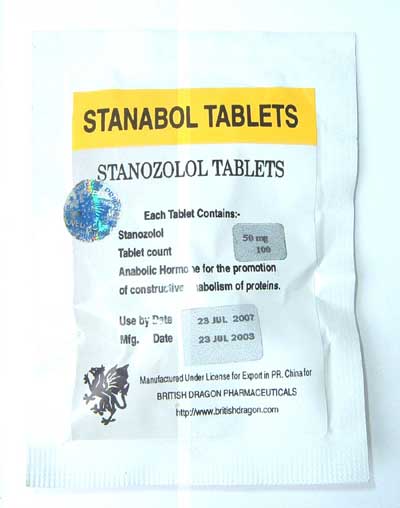 STANABOL TABLETS
STANOZOLOL TABLETS
Each Tablet Contains:-
Stanozolol 50 mg
Tablet count 100
Anabolic Hormone for the promotion
of constructive of proteins.
Use by Date 23 JUL 2007
Mfg. Date 23 JUL 2003
Manufactured Under License for Export in PR, China for
BRITISH DRAGON PHARMACEUTICALS
http://www.britishdragon.com